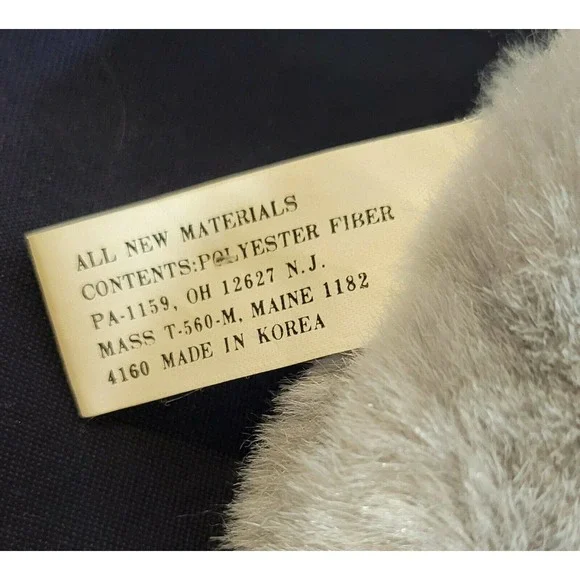 ALL NEW MATERIALS
CONTENTS:POLYESTER FIBER
PA-1159, OH 12627 N.J.
MASS T-560-M, MAINE 1182
4160 MADE IN KOREA